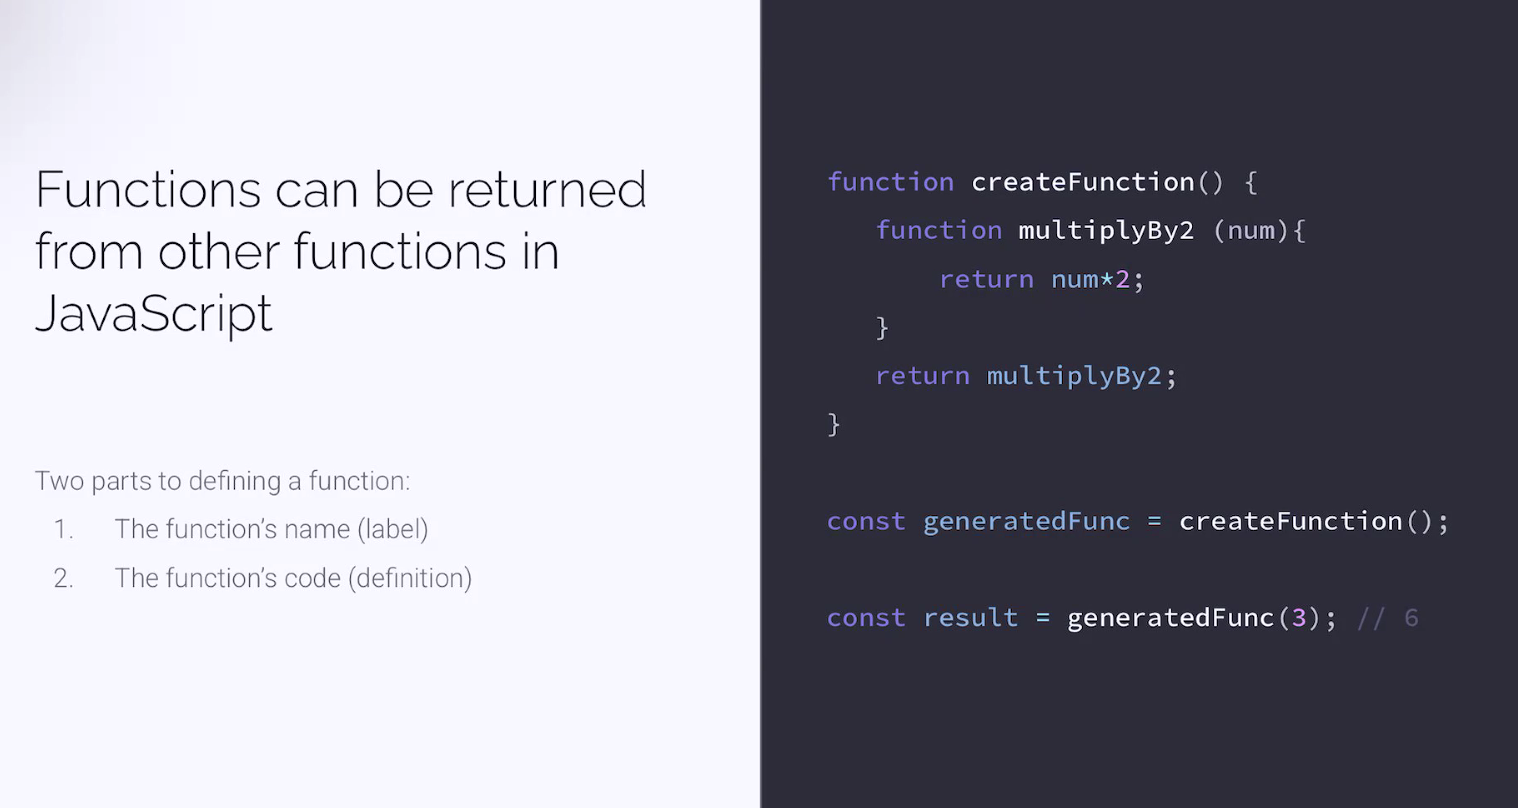 Functions can be returned
from other functions in
JavaScript
Two parts to defining a function:
1. The function’s name (label)
2. The function’s code (definition)
function createFunction() {
function multiplyBy2 (num){
return num*2;
}
return multiplyBy2;
}
const generatedFunc = createFunction();
const result = generatedFunc(3); // 6